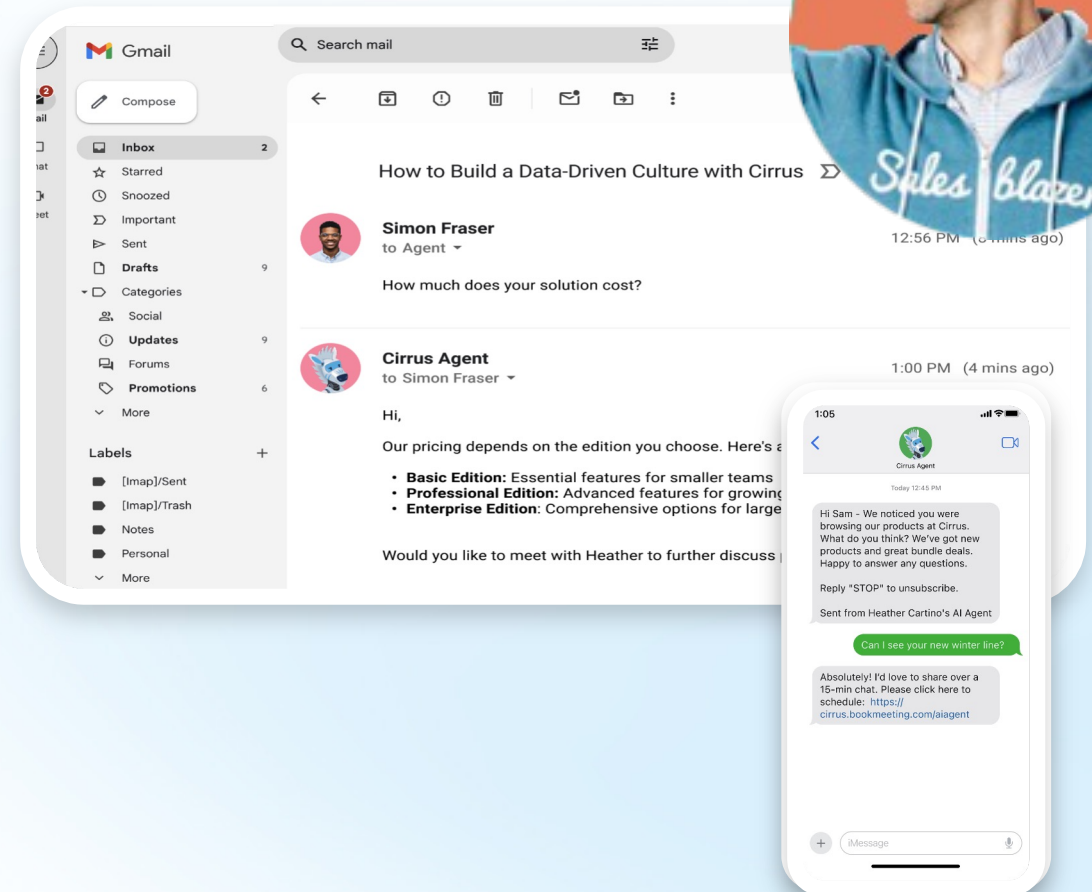 Gmail
Search mail
2
Compose
Inbox 2
Starred
Snoozed
Important
Sent
Drafts 9
Categories
Social
Updates 9
Forums
Promotions 6
More
Labels +
[Imap]/Sent
[Imap]/Trash
Notes
Personal
More
How to Build a Data-Driven Culture with Cirrus
Simon Fraser
to Agent
12:56 PM mins ago)
How much does your solution cost?
Cirrus Agent
to Simon Fraser
1:00 PM (4 mins ago)
Hi,
Our pricing depends on the edition you choose. Here's
• Basic Edition: Essential features for smaller teams
• Professional Edition: Advanced features for growing
• Enterprise Edition: Comprehensive options for large
Would you like to meet with Heather to further discuss
Sales blazer
1:05
Cirrus Agent
Today 12:45 PM
Hi Sam - We noticed you were
browsing our products at Cirrus.
What do you think? We've got new
products and great bundle deals.
Happy to answer any questions.
Reply "STOP" to unsubscribe.
Sent from Heather Cartino's AI Agent
Can I see your new winter line?
Absolutely! I'd love to share over a
15-min chat. Please click here to
schedule: https://
cirrus.bookmeeting.com/aiagent
+ iMessage